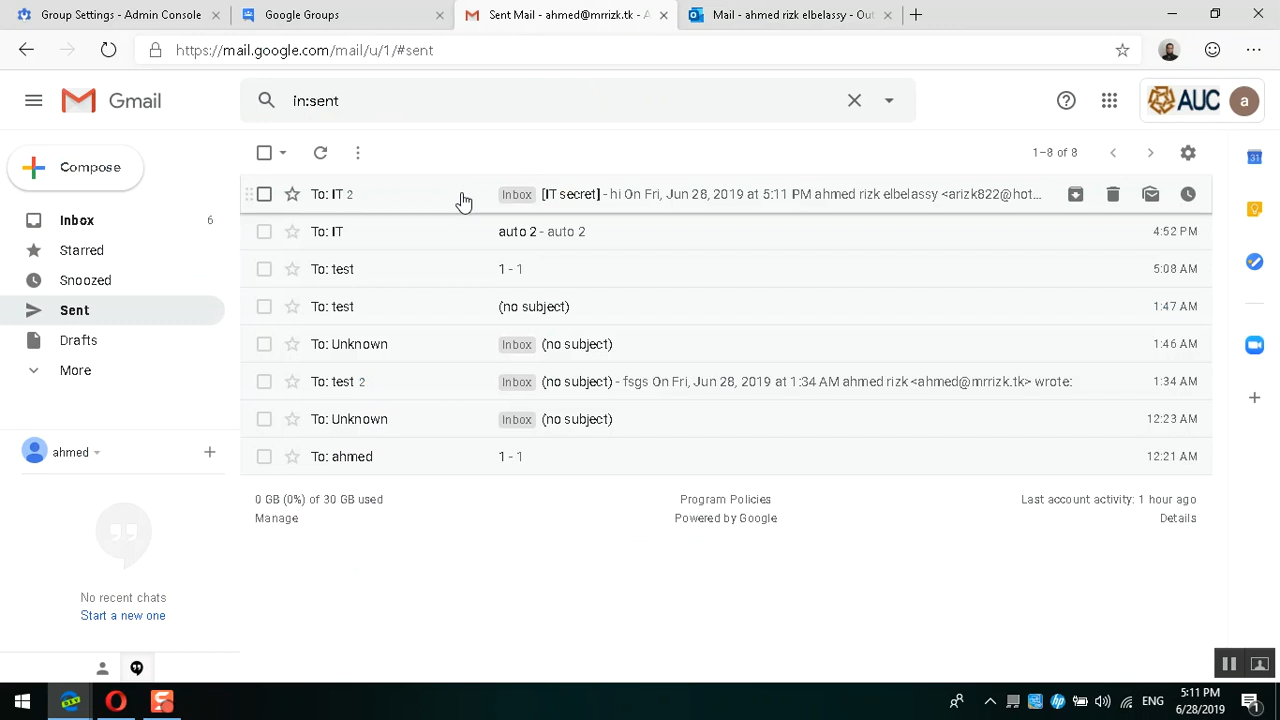 Group Settings - Admin Console
Google Groups
Sent Mail - ahmed@mrrizk.tk - A
Mail - ahmed rizk elbelassy - Out
https://mail.google.com/mail/u/1/#sent
Gmail
in:sent
AUC a
Compose
1–8 of 8
31
Inbox 6
Starred
Snoozed
Sent
Drafts
More
To: IT 2 Inbox [IT secret] - hi On Fri, Jun 28, 2019 at 5:11 PM ahmed rizk elbelassy <arizk822@hot...
To: IT auto 2 - auto 2 4:52 PM
To: test 1 - 1 5:08 AM
To: test (no subject) 1:47 AM
To: Unknown Inbox (no subject) 1:46 AM
To: test 2 Inbox (no subject) - fsgs On Fri, Jun 28, 2019 at 1:34 AM ahmed rizk <ahmed@mrrizk.tk> wrote: 1:34 AM
To: Unknown Inbox (no subject) 12:23 AM
To: ahmed 1 - 1 12:21 AM
ahmed
0 GB (0%) of 30 GB used Program Policies Last account activity: 1 hour ago
Manage Powered by Google Details
No recent chats
Start a new one
ENG
5:11 PM
6/28/2019
1